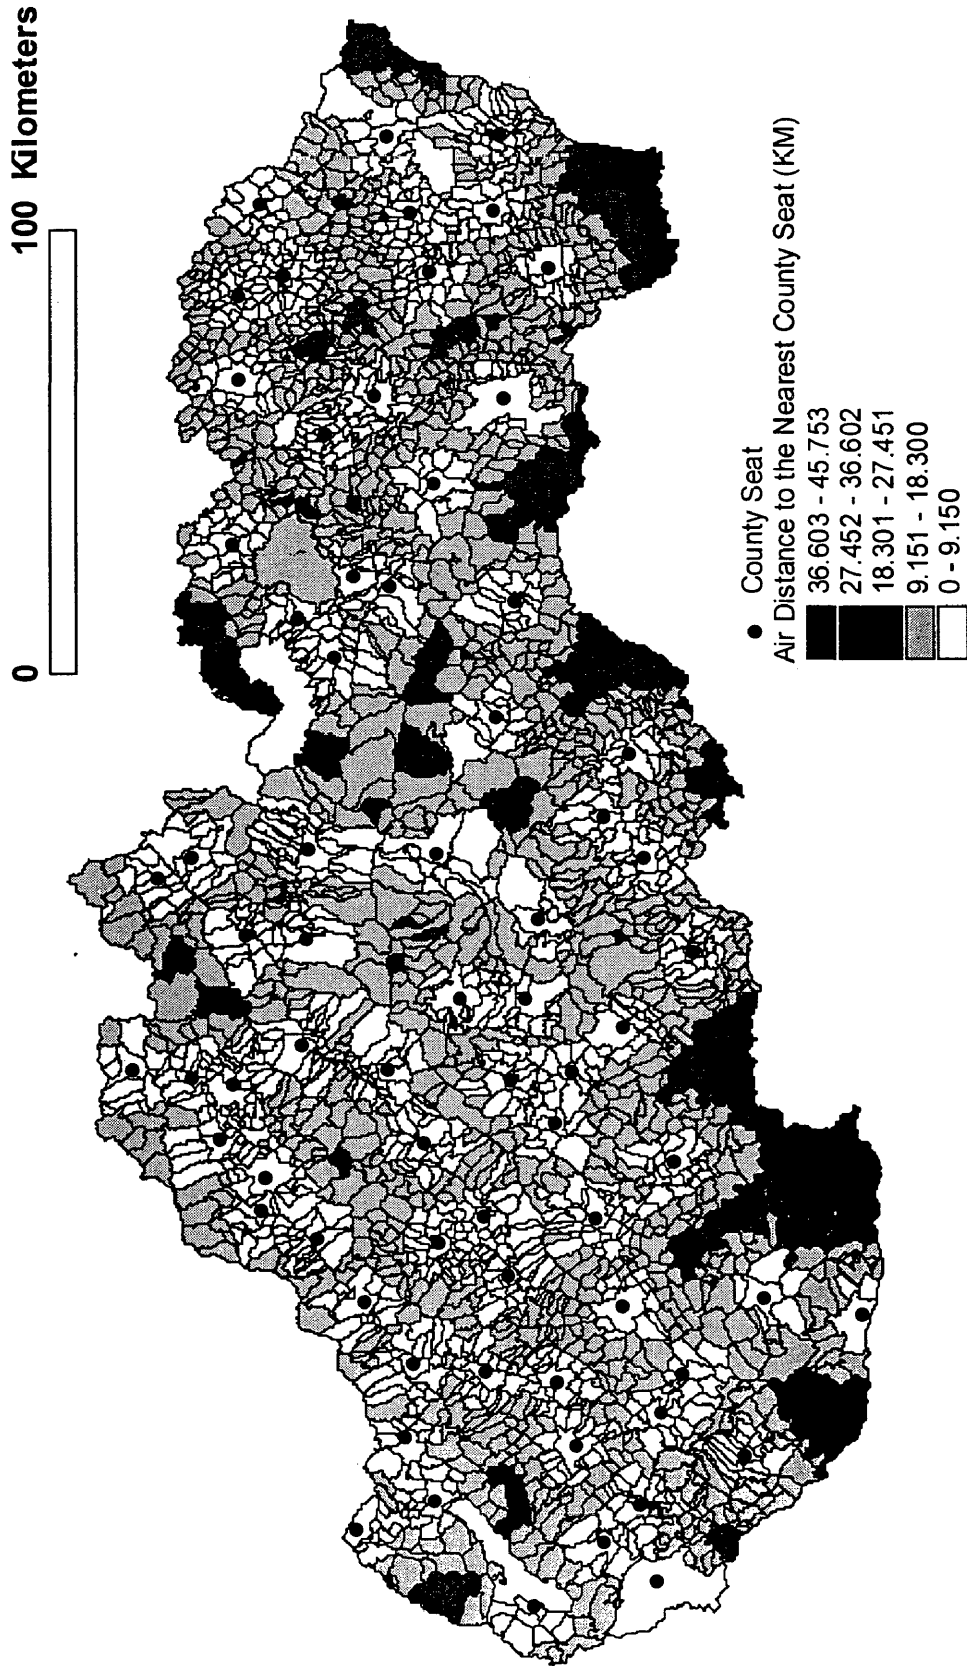 0 100 Kilometers
County Seat
Air Distance to the Nearest County Seat (KM)
36.603 - 45.753
27.452 - 36.602
18.301 - 27.451
9.151 - 18.300
0 - 9.150